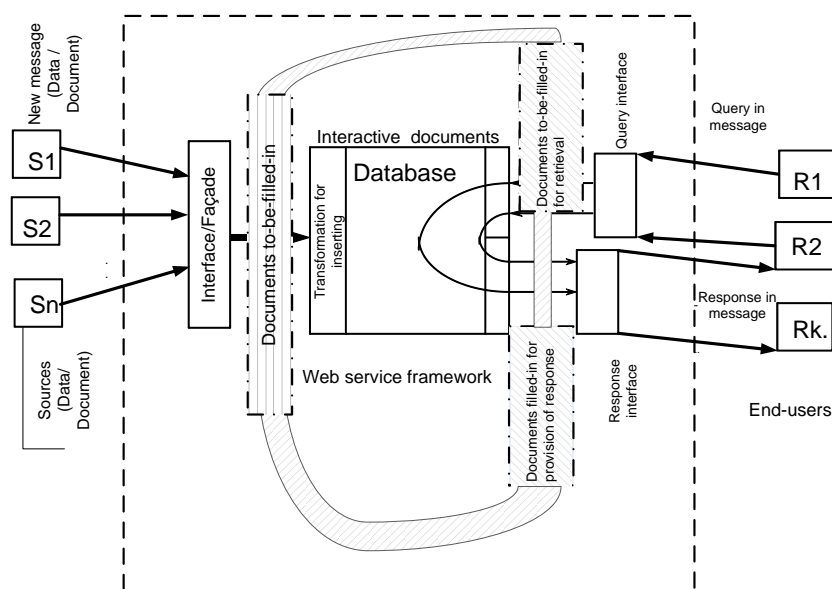 New message
(Data /
Document)
S1
S2
Sn
Sources
(Data/
Document)
Interface/Façade
Documents to-be-filled-in
Interactive documents
Database
Transformation for
inserting
Web service framework
Documents to-be-filled-in
for retrieval
Documents filled-in for
provision of response
Query interface
Response
interface
Query in
message
R1
R2
Response in
message
Rk.
End-users